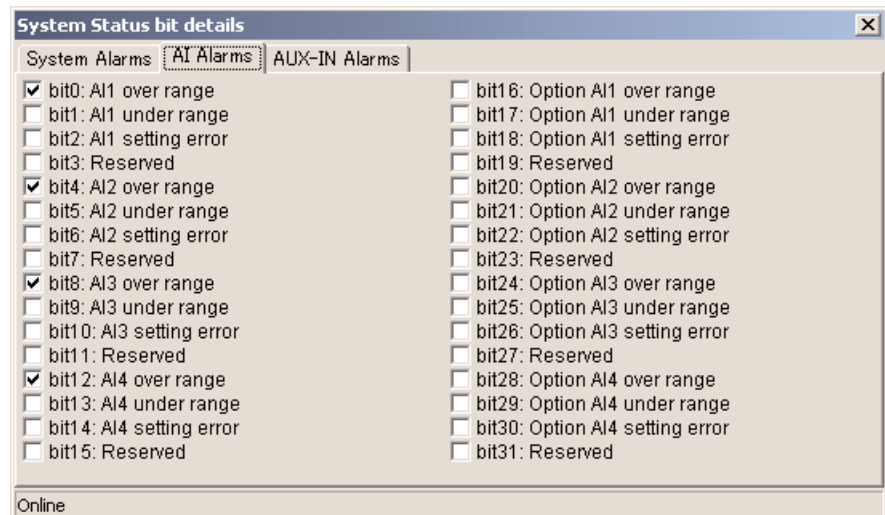 System Status bit details
System Alarms AI Alarms AUX-IN Alarms
bit0: AI1 over range
bit1: AI1 under range
bit2: AI1 setting error
bit3: Reserved
bit4: AI2 over range
bit5: AI2 under range
bit6: AI2 setting error
bit7: Reserved
bit8: AI3 over range
bit9: AI3 under range
bit10: AI3 setting error
bit11: Reserved
bit12: AI4 over range
bit13: AI4 under range
bit14: AI4 setting error
bit15: Reserved
bit16: Option AI1 over range
bit17: Option AI1 under range
bit18: Option AI1 setting error
bit19: Reserved
bit20: Option AI2 over range
bit21: Option AI2 under range
bit22: Option AI2 setting error
bit23: Reserved
bit24: Option AI3 over range
bit25: Option AI3 under range
bit26: Option AI3 setting error
bit27: Reserved
bit28: Option AI4 over range
bit29: Option AI4 under range
bit30: Option AI4 setting error
bit31: Reserved
Online